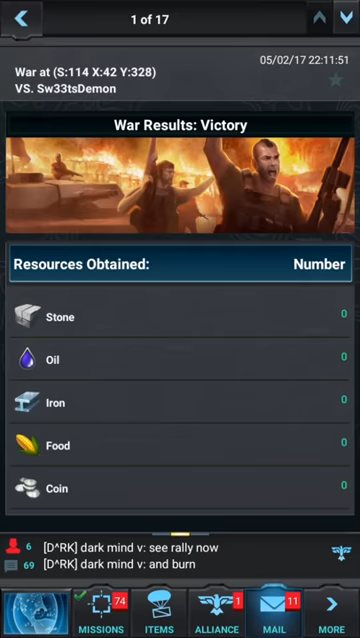 1 of 17
05/02/17 22:11:51
War at (S:114 X:42 Y:328)
VS. Sw33tsDemon
War Results: Victory
Resources Obtained: Number
Stone 0
Oil 0
Iron 0
Food 0
Coin 0
6 [D^RK] dark mind v: see rally now
69 [D^RK] dark mind v: and burn
74 1 11
MISSIONS ITEMS ALLIANCE MAIL MORE